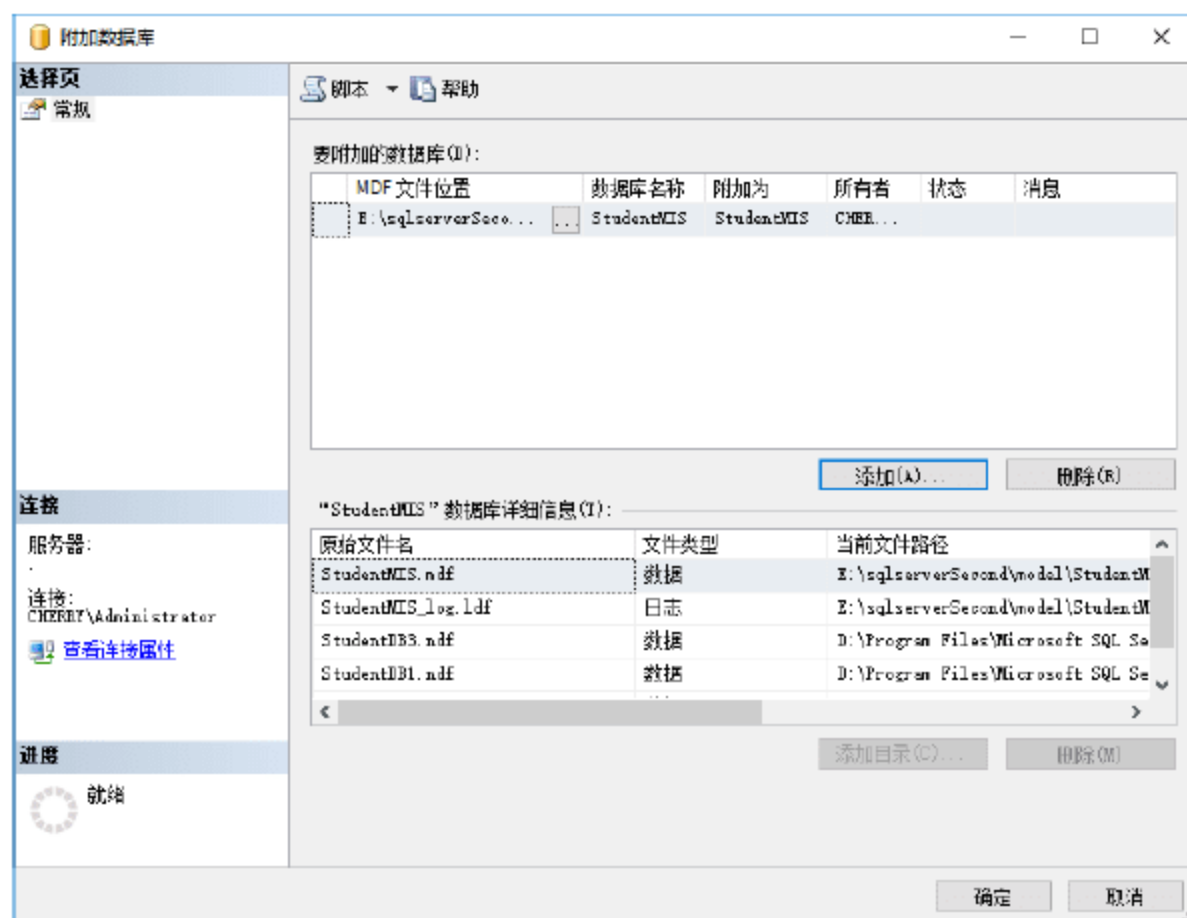 附加数据库
选择页
常规
脚本 帮助
要附加的数据库(D):
MDF 文件位置 数据库名称 附加为 所有者 状态 消息
E:\sqlserverSeco... ... StudentMIS StudentMIS CHER...
添加(A)... 删除(R)
连接
服务器:
.
连接:
CHERRY\Administrator
查看连接属性
"StudentMIS"数据库详细信息(T):
原始文件名 文件类型 当前文件路径
StudentMIS.mdf 数据 E:\sqlserverSecond\model\StudentM
StudentMIS_log.ldf 日志 E:\sqlserverSecond\model\StudentM
StudentDB3.ndf 数据 D:\Program Files\Microsoft SQL Se
StudentDB1.ndf 数据 D:\Program Files\Microsoft SQL Se
添加目录(C)... 删除(M)
进度
就绪
确定 取消